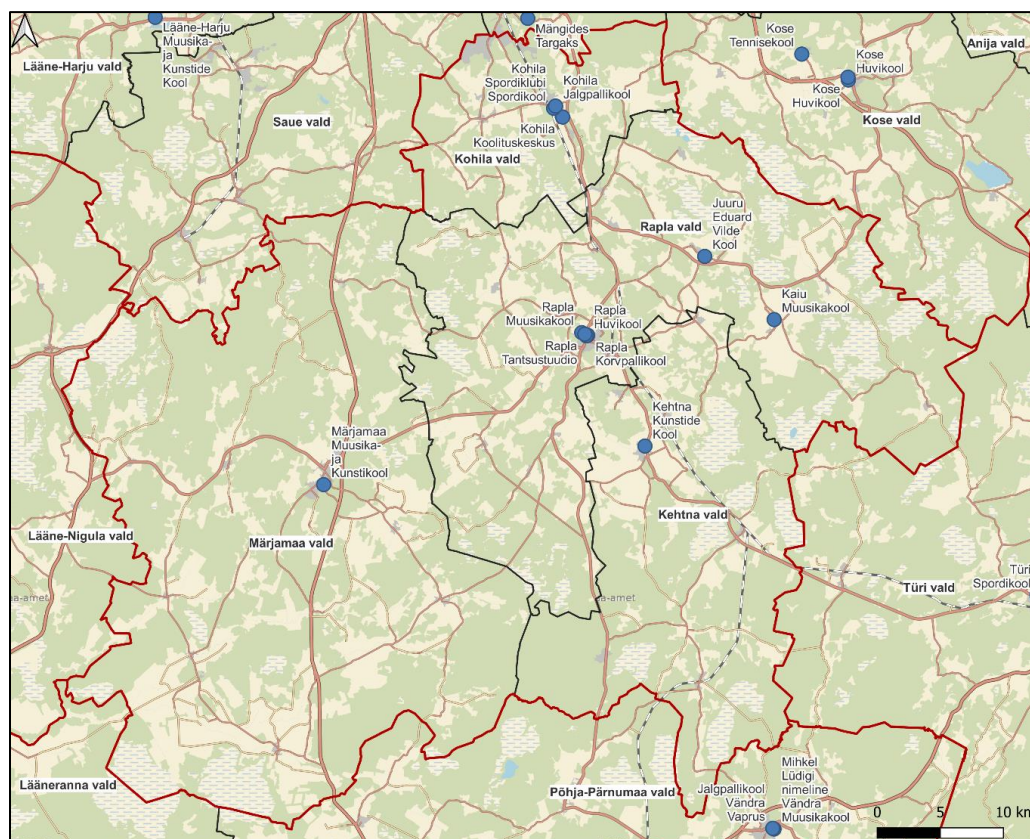 Lääne-Harju
Muusika-
ja
Kunstide
Kool
Lääne-Harju vald
Saue vald
Mängides
Targaks
Kohila
Spordiklubi
Spordikool
Kohila
Jalgpallikool
Kohila
Koolituskeskus
Kohila vald
Kose
Tennisekool
Kose
Huvikool
Kose
Huvikool
Kose vald
Anija vald
Rapla vald
Juuru
Eduard
Vilde
Kool
Kaiu
Muusikakool
Rapla
Muusikakool
Rapla
Huvikool
Rapla
Tantsustuudio
Rapla
Korvpallikool
Kehtna
Kunstide
Kool
Märjamaa
Muusika-
ja
Kunstikool
Lääne-Nigula vald
Märjamaa vald
Kehtna vald
Türi vald
Türi
Spordikool
a-amet
a-amet
Lääneranna vald
Põhja-Pärnumaa vald
Jalgpallikool
Vändra
Vaprus
Mihkel
Lüdigi
nimeline
Vändra
Muusikakool
0 5 10 km